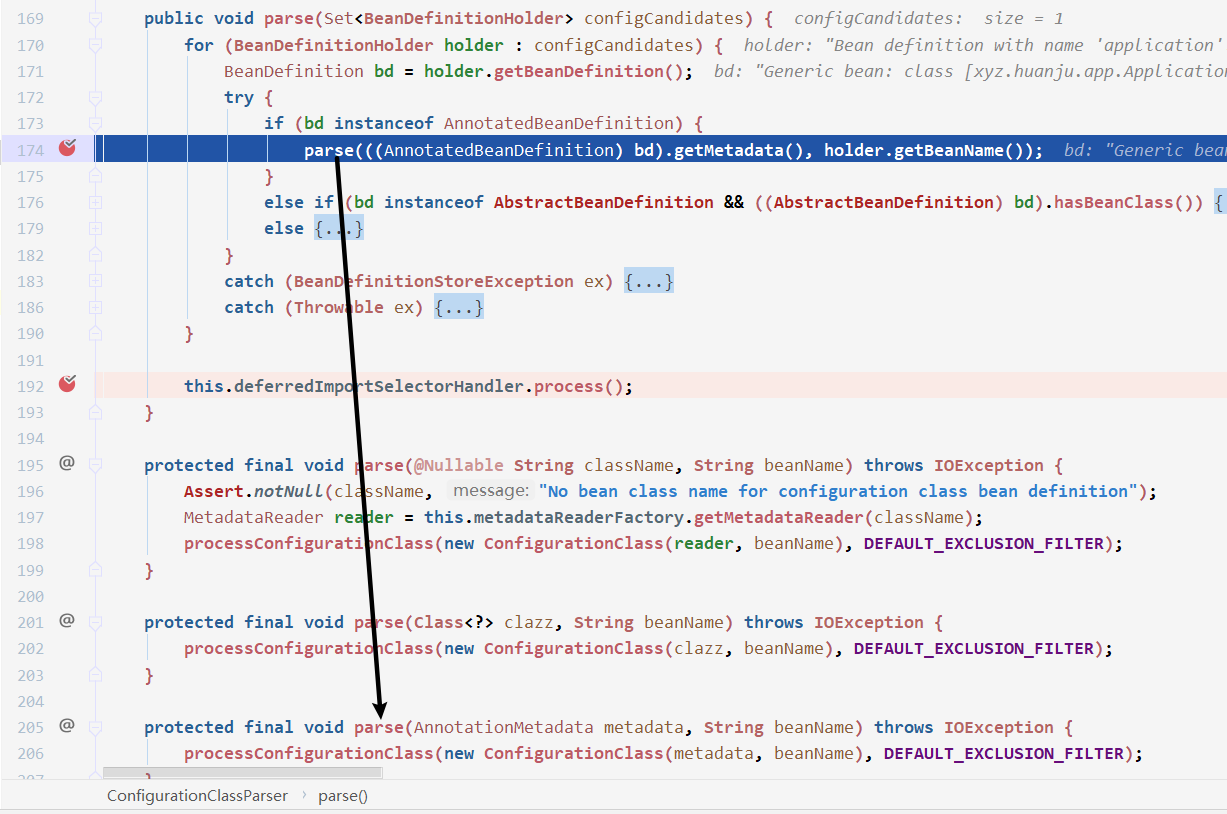 169 public void parse(Set<BeanDefinitionHolder> configCandidates) { configCandidates: size = 1
170 for (BeanDefinitionHolder holder : configCandidates) { holder: "Bean definition with name 'application'
171 BeanDefinition bd = holder.getBeanDefinition(); bd: "Generic bean: class [xyz.huanju.app.Application
172 try {
173 if (bd instanceof AnnotatedBeanDefinition) {
174 parse(((AnnotatedBeanDefinition) bd).getMetadata(), holder.getBeanName()); bd: "Generic bean
175 }
176 else if (bd instanceof AbstractBeanDefinition && ((AbstractBeanDefinition) bd).hasBeanClass()) {
179 else {...}
182 }
183 catch (BeanDefinitionStoreException ex) {...}
186 catch (Throwable ex) {...}
190 }
191
192 this.deferredImportSelectorHandler.process();
193 }
194
195 @ protected final void parse(@Nullable String className, String beanName) throws IOException {
196 Assert.notNull(className, message: "No bean class name for configuration class bean definition");
197 MetadataReader reader = this.metadataReaderFactory.getMetadataReader(className);
198 processConfigurationClass(new ConfigurationClass(reader, beanName), DEFAULT_EXCLUSION_FILTER);
199 }
200
201 @ protected final void parse(Class<?> clazz, String beanName) throws IOException {
202 processConfigurationClass(new ConfigurationClass(clazz, beanName), DEFAULT_EXCLUSION_FILTER);
203 }
204
205 @ protected final void parse(AnnotationMetadata metadata, String beanName) throws IOException {
206 processConfigurationClass(new ConfigurationClass(metadata, beanName), DEFAULT_EXCLUSION_FILTER);
207 }
ConfigurationClassParser › parse()